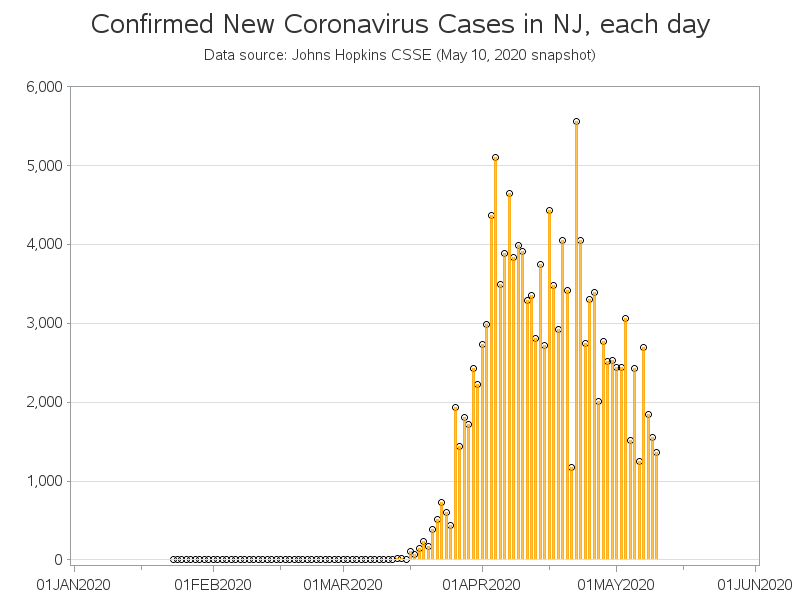 Confirmed New Coronavirus Cases in NJ, each day
Data source: Johns Hopkins CSSE (May 10, 2020 snapshot)
6,000
5,000
4,000
3,000
2,000
1,000
0
01JAN2020 01FEB2020 01MAR2020 01APR2020 01MAY2020 01JUN2020